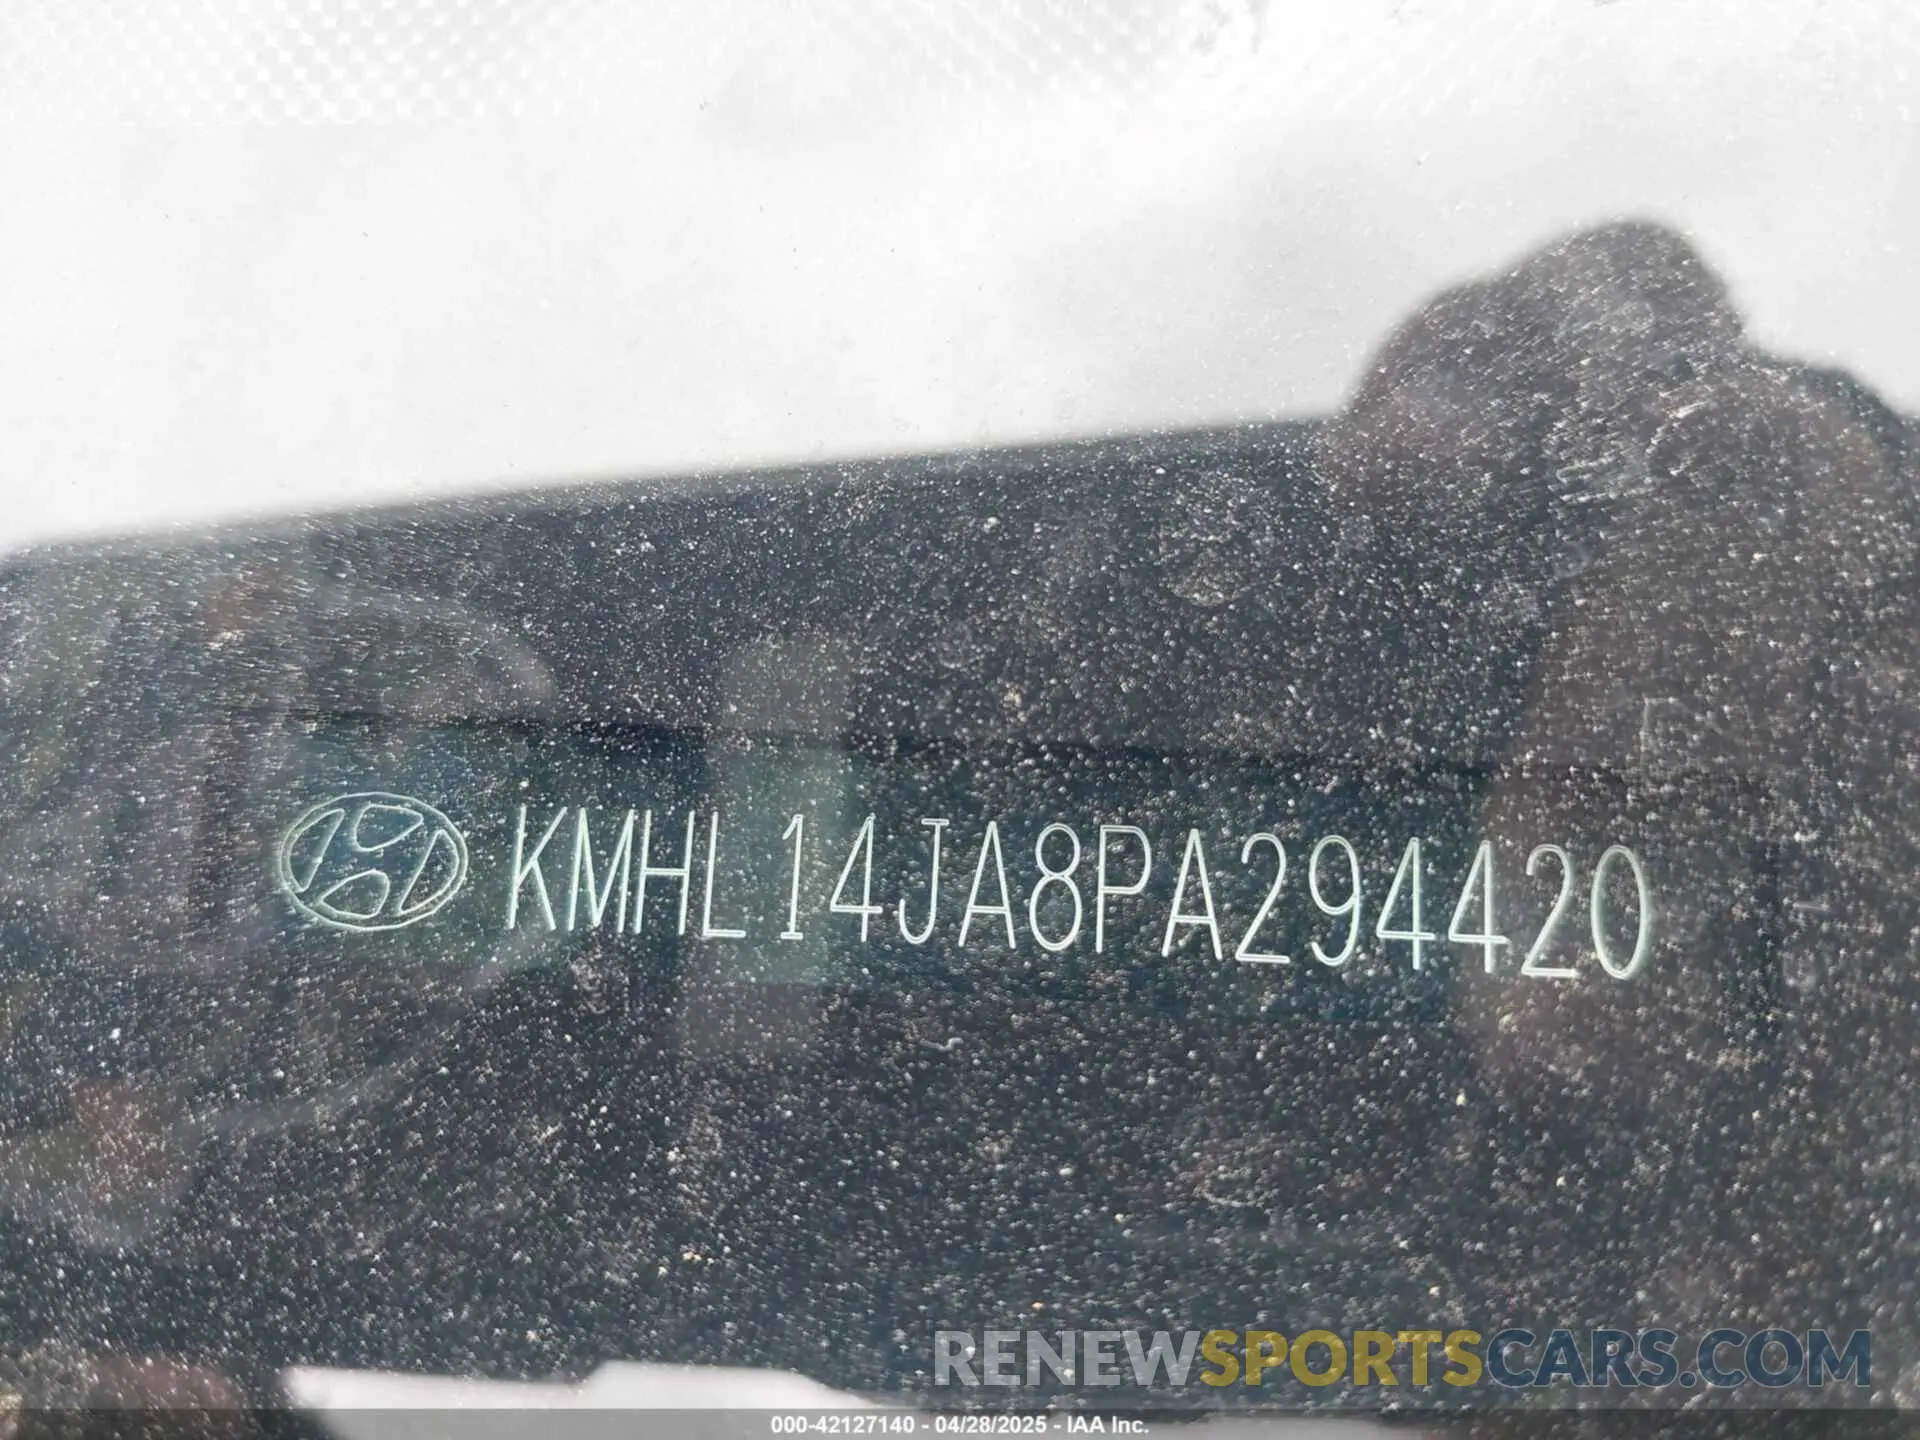 KMHL14JA8PA294420
RENEWSPORTSCARS.COM
000-42127140 - 04/28/2025 - IAA Inc.